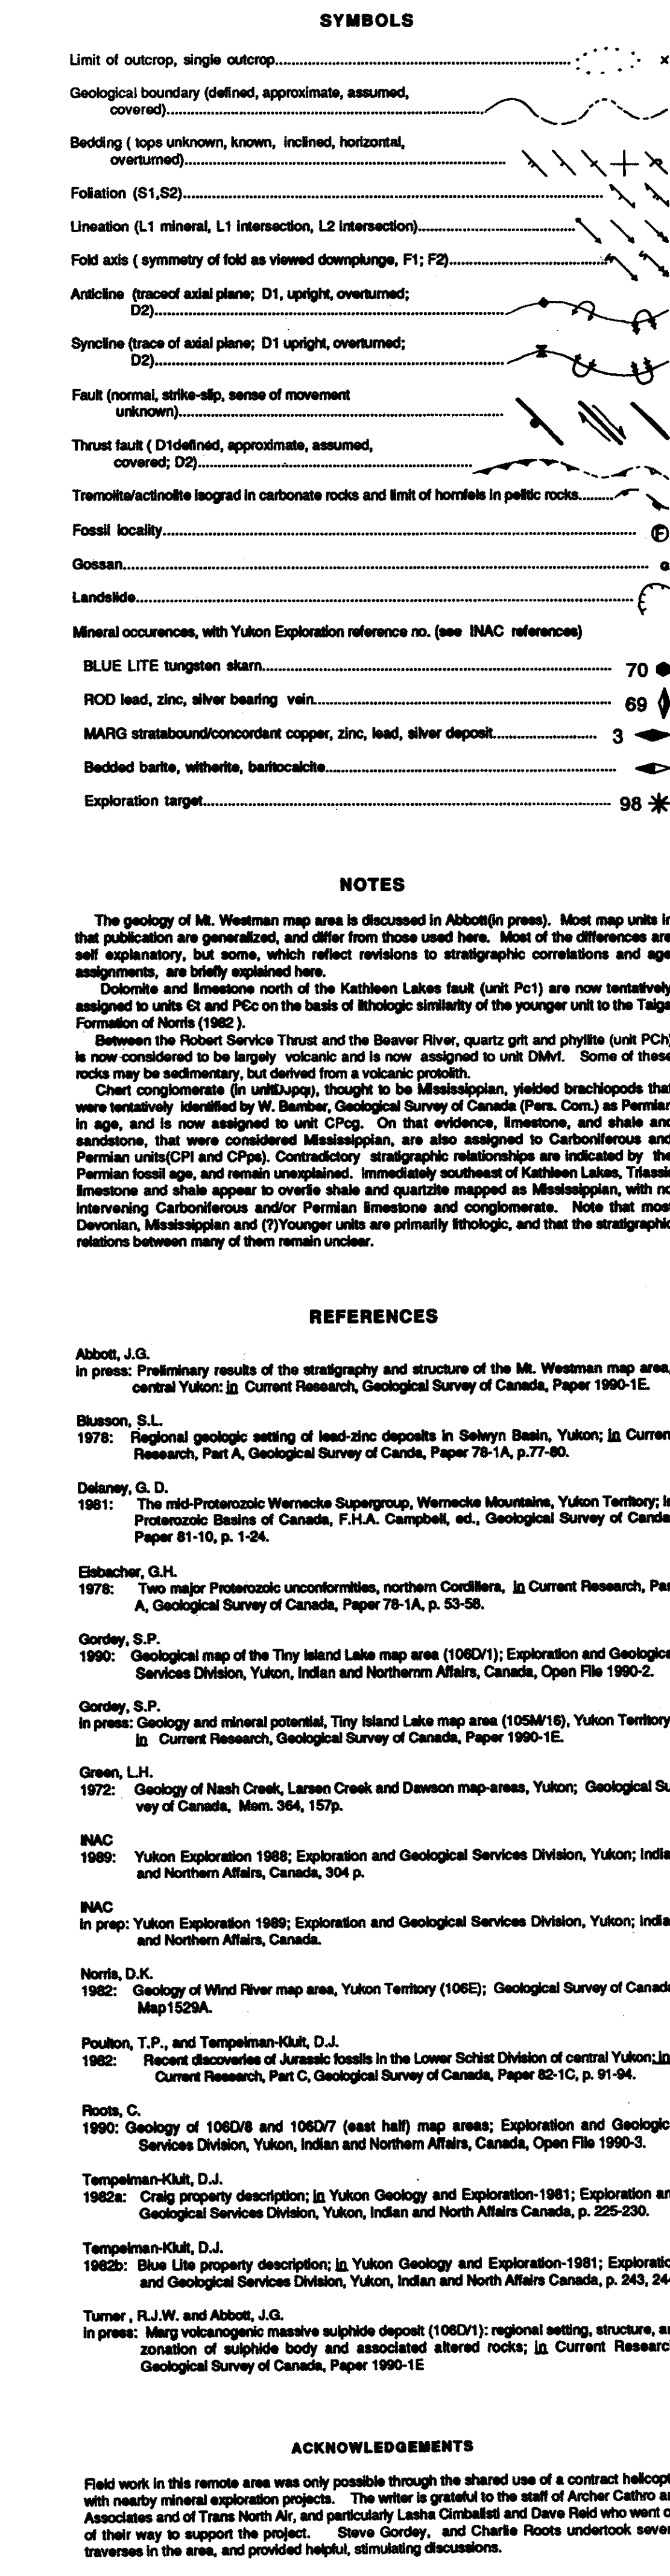 SYMBOLS
Limit of outcrop, single outcrop
Geological boundary (defined, approximate, assumed,
covered)
Bedding ( tops unknown, known, inclined, horizontal,
overturned)
Foliation (S1,S2)
Lineation (L1 mineral, L1 intersection, L2 intersection)
Fold axis ( symmetry of fold as viewed downplunge, F1; F2)
Anticline (traceof axial plane; D1, upright, overturned;
D2)
Syncline (trace of axial plane; D1 upright, overturned;
D2)
Fault (normal, strike-slip, sense of movement
unknown)
Thrust fault ( D1defined, approximate, assumed,
covered; D2)
Tremolite/actinolite isograd in carbonate rocks and limit of hornfels in pelitic rocks
Fossil locality F
Gossan G
Landslide
Mineral occurences, with Yukon Exploration reference no. (see INAC references)
BLUE LITE tungsten skarn 70
ROD lead, zinc, silver bearing vein 69
MARG stratabound/concordant copper, zinc, lead, silver deposit 3
Bedded barite, witherite, baritocalcite
Exploration target 98
NOTES
The geology of Mt. Westman map area is discussed in Abbott(in press). Most map units in
that publication are generalized, and differ from those used here. Most of the differences are
self explanatory, but some, which reflect revisions to stratigraphic correlations and age
assignments, are briefly explained here.
Dolomite and limestone north of the Kathleen Lakes fault (unit Pc1) are now tentatively
assigned to units Єt and PЄc on the basis of lithologic similarity of the younger unit to the Taiga
Formation of Norris (1982 ).
Between the Robert Service Thrust and the Beaver River, quartz grit and phyllite (unit PCh)
is now considered to be largely volcanic and is now assigned to unit DMvf. Some of these
rocks may be sedimentary, but derived from a volcanic protolith.
Chert conglomerate (in thought to be Mississippian, yielded brachiopods that
were tentatively identified by W. Bamber, Geological Survey of Canada (Pers. Com.) as Permian
in age, and is now assigned to unit CPcg. On that evidence, limestone, and shale and
sandstone, that were considered Mississippian, are also assigned to Carboniferous and
Permian units(CPl and CPps). Contradictory stratigraphic relationships are indicated by the
Permian fossil age, and remain unexplained. Immediately southeast of Kathleen Lakes, Triassic
limestone and shale appear to overlie shale and quartzite mapped as Mississippian, with no
intervening Carboniferous and/or Permian limestone and conglomerate. Note that most
Devonian, Mississippian and (?)Younger units are primarily lithologic, and that the stratigraphic
relations between many of them remain unclear.
REFERENCES
Abbott, J.G.
in press: Preliminary results of the stratigraphy and structure of the Mt. Westman map area,
central Yukon: in Current Research, Geological Survey of Canada, Paper 1990-1E.
Blusson, S.L.
1978: Regional geologic setting of lead-zinc deposits in Selwyn Basin, Yukon; in Curren
Research, Part A, Geological Survey of Canda, Paper 78-1A, p.77-80.
Delaney, G. D.
1981: The mid-Proterozoic Wernecke Supergroup, Wernecke Mountains, Yukon Territory; in
Proterozoic Basins of Canada, F.H.A. Campbell, ed., Geological Survey of Canda
Paper 81-10, p. 1-24.
Eisbacher, G.H.
1978: Two major Proterozoic unconformities, northern Cordillera, in Current Research, Par
A, Geological Survey of Canada, Paper 78-1A, p. 53-58.
Gordey, S.P.
1990: Geological map of the Tiny Island Lake map area (106D/1); Exploration and Geologica
Services Division, Yukon, Indian and Northernm Affairs, Canada, Open File 1990-2.
Gordey, S.P.
in press: Geology and mineral potential, Tiny Island Lake map area (105M/16), Yukon Territory
in Current Research, Geological Survey of Canada, Paper 1990-1E.
Green, L.H.
1972: Geology of Nash Creek, Larsen Creek and Dawson map-areas, Yukon; Geological Su
vey of Canada, Mem. 364, 157p.
INAC
1989: Yukon Exploration 1988; Exploration and Geological Services Division, Yukon; India
and Northern Affairs, Canada, 304 p.
INAC
in prep: Yukon Exploration 1989; Exploration and Geological Services Division, Yukon; India
and Northern Affairs, Canada.
Norris, D.K.
1982: Geology of Wind River map area, Yukon Territory (106E); Geological Survey of Canada
Map1529A.
Poulton, T.P., and Tempelman-Kluit, D.J.
1982: Recent discoveries of Jurassic fossils in the Lower Schist Division of central Yukon; in
Current Research, Part C, Geological Survey of Canada, Paper 82-1C, p. 91-94.
Roots, C.
1990: Geology of 106D/8 and 106D/7 (east half) map areas; Exploration and Geologic
Services Division, Yukon, Indian and Northern Affairs, Canada, Open File 1990-3.
Tempelman-Kluit, D.J.
1982a: Craig property description; in Yukon Geology and Exploration-1981; Exploration an
Geological Services Division, Yukon, Indian and North Affairs Canada, p. 225-230.
Tempelman-Kluit, D.J.
1982b: Blue Lite property description; in Yukon Geology and Exploration-1981; Exploratio
and Geological Services Division, Yukon, Indian and North Affairs Canada, p. 243, 24
Turner , R.J.W. and Abbott, J.G.
in press: Marg volcanogenic massive sulphide deposit (106D/1): regional setting, structure, an
zonation of sulphide body and associated altered rocks; in Current Researc
Geological Survey of Canada, Paper 1990-1E
ACKNOWLEDGEMENTS
Field work in this remote area was only possible through the shared use of a contract helicopt
with nearby mineral exploration projects. The writer is grateful to the staff of Archer Cathro an
Associates and of Trans North Air, and particularly Lasha Cimbalisti and Dave Reid who went o
of their way to support the project. Steve Gordey, and Charlie Roots undertook sever
traverses in the area, and provided helpful, stimulating discussions.